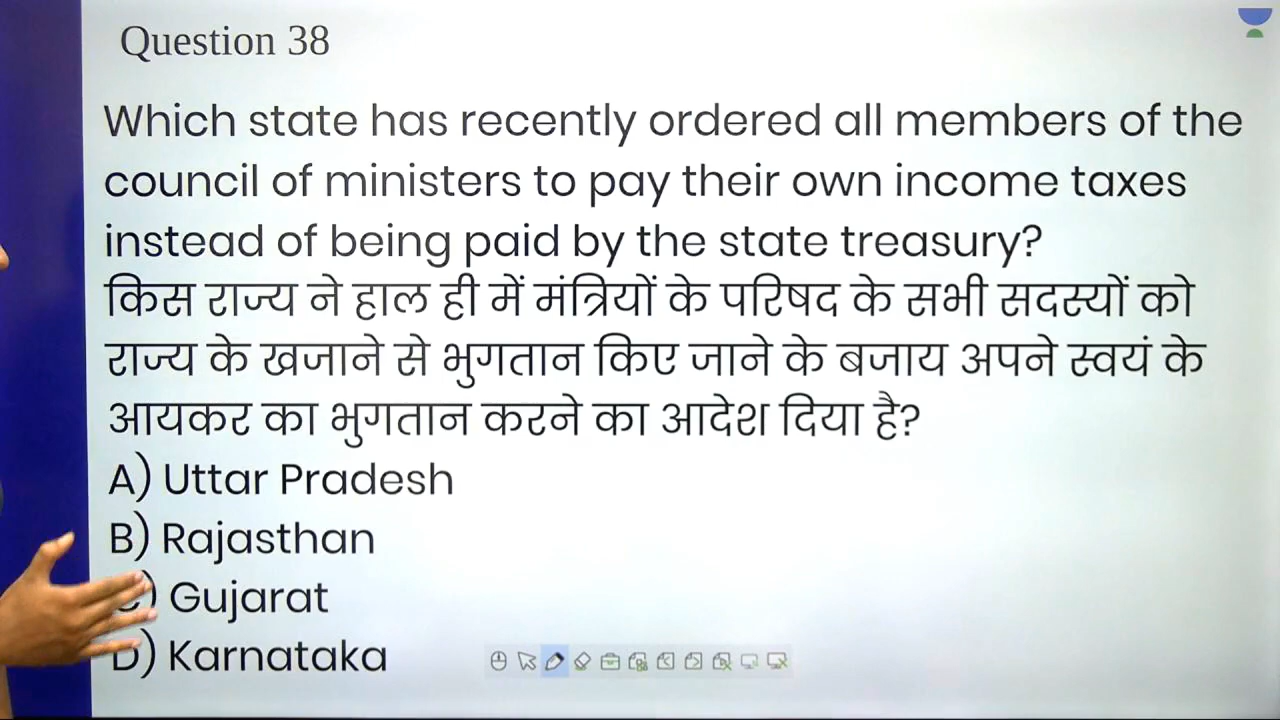 Question 38
Which state has recently ordered all members of the
council of ministers to pay their own income taxes
instead of being paid by the state treasury?
किस राज्य ने हाल ही में मंत्रियों के परिषद के सभी सदस्यों को
राज्य के खजाने से भुगतान किए जाने के बजाय अपने स्वयं के
आयकर का भुगतान करने का आदेश दिया है?
A) Uttar Pradesh
B) Rajasthan
C) Gujarat
D) Karnataka